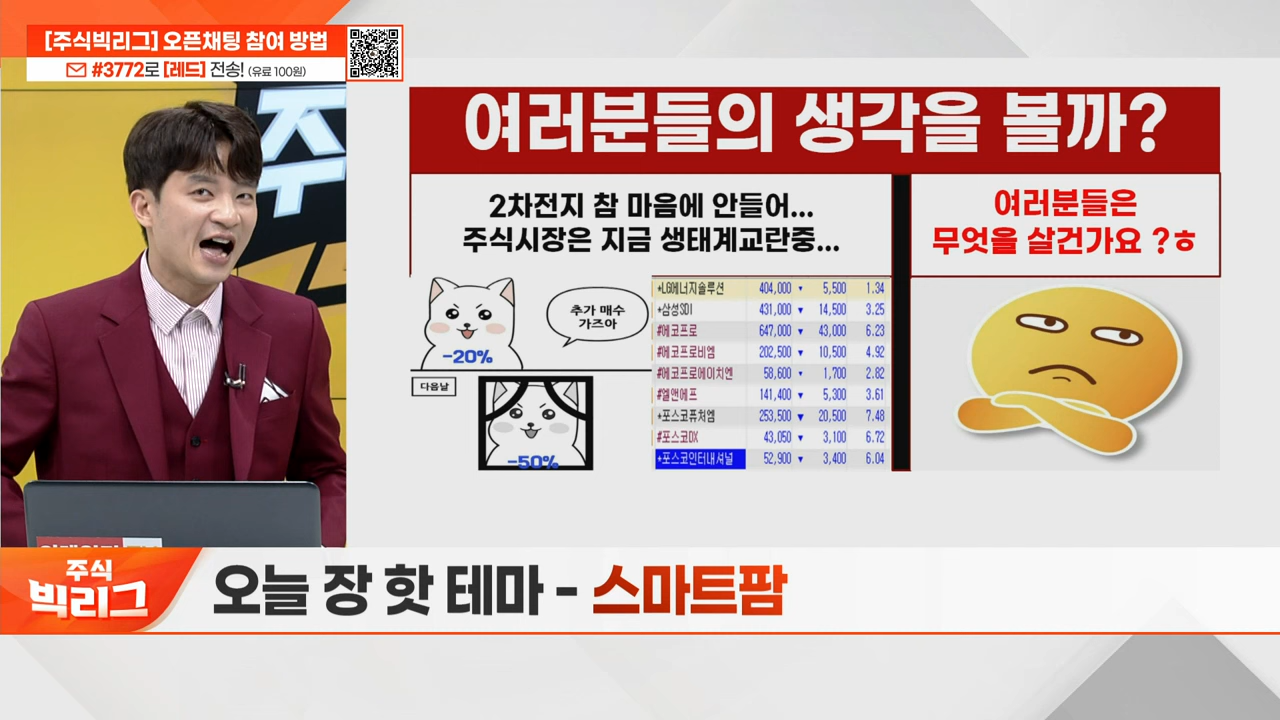 [주식빅리그] 오픈채팅 참여 방법
#3772로 [레드] 전송! (유료 100원)
여러분들의 생각을 볼까?
2차전지 참 마음에 안들어...
주식시장은 지금 생태계교란중...
여러분들은
무엇을 살건가요 ?ㅎ
추가 매수
가즈아
-20%
다음날
-50%
*LG에너지솔루션 404,000 ▼ 5,500 1.34
*삼성SDI 431,000 ▼ 14,500 3.25
#에코프로 647,000 ▼ 43,000 6.23
#에코프로비엠 202,500 ▼ 10,500 4.92
#에코프로에이치엔 58,600 ▼ 1,700 2.82
#엘앤에프 141,400 ▼ 5,300 3.61
*포스코퓨처엠 253,500 ▼ 20,500 7.48
#포스코DX 43,050 ▼ 3,100 6.72
*포스코인터내셔널 52,900 ▼ 3,400 6.04
주
주식
빅리그
오늘 장 핫 테마 - 스마트팜